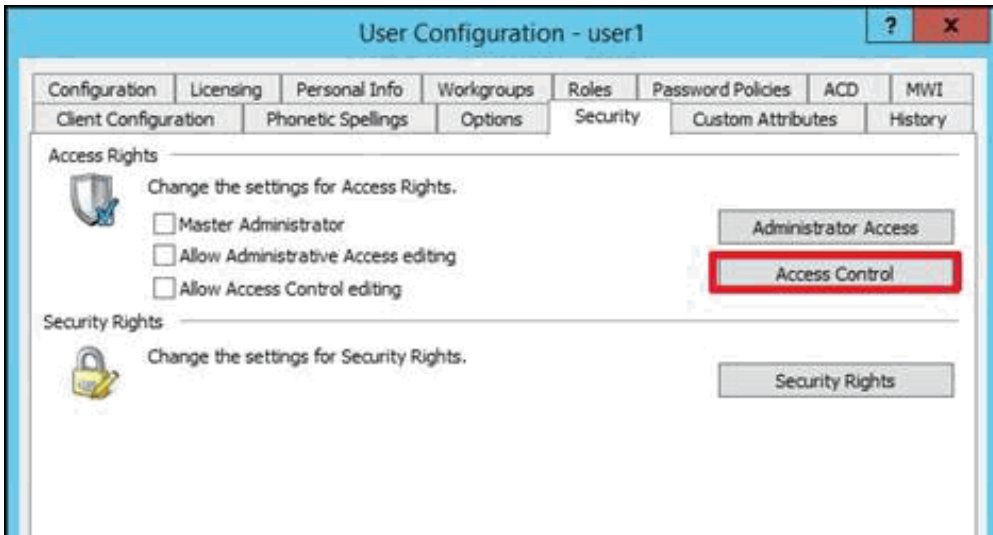 User Configuration - user1
? x
Configuration Licensing Personal Info Workgroups Roles Password Policies ACD MWI
Client Configuration Phonetic Spellings Options Security Custom Attributes History
Access Rights
Change the settings for Access Rights.
Master Administrator
Administrator Access
Allow Administrative Access editing
Access Control
Allow Access Control editing
Security Rights
Change the settings for Security Rights.
Security Rights